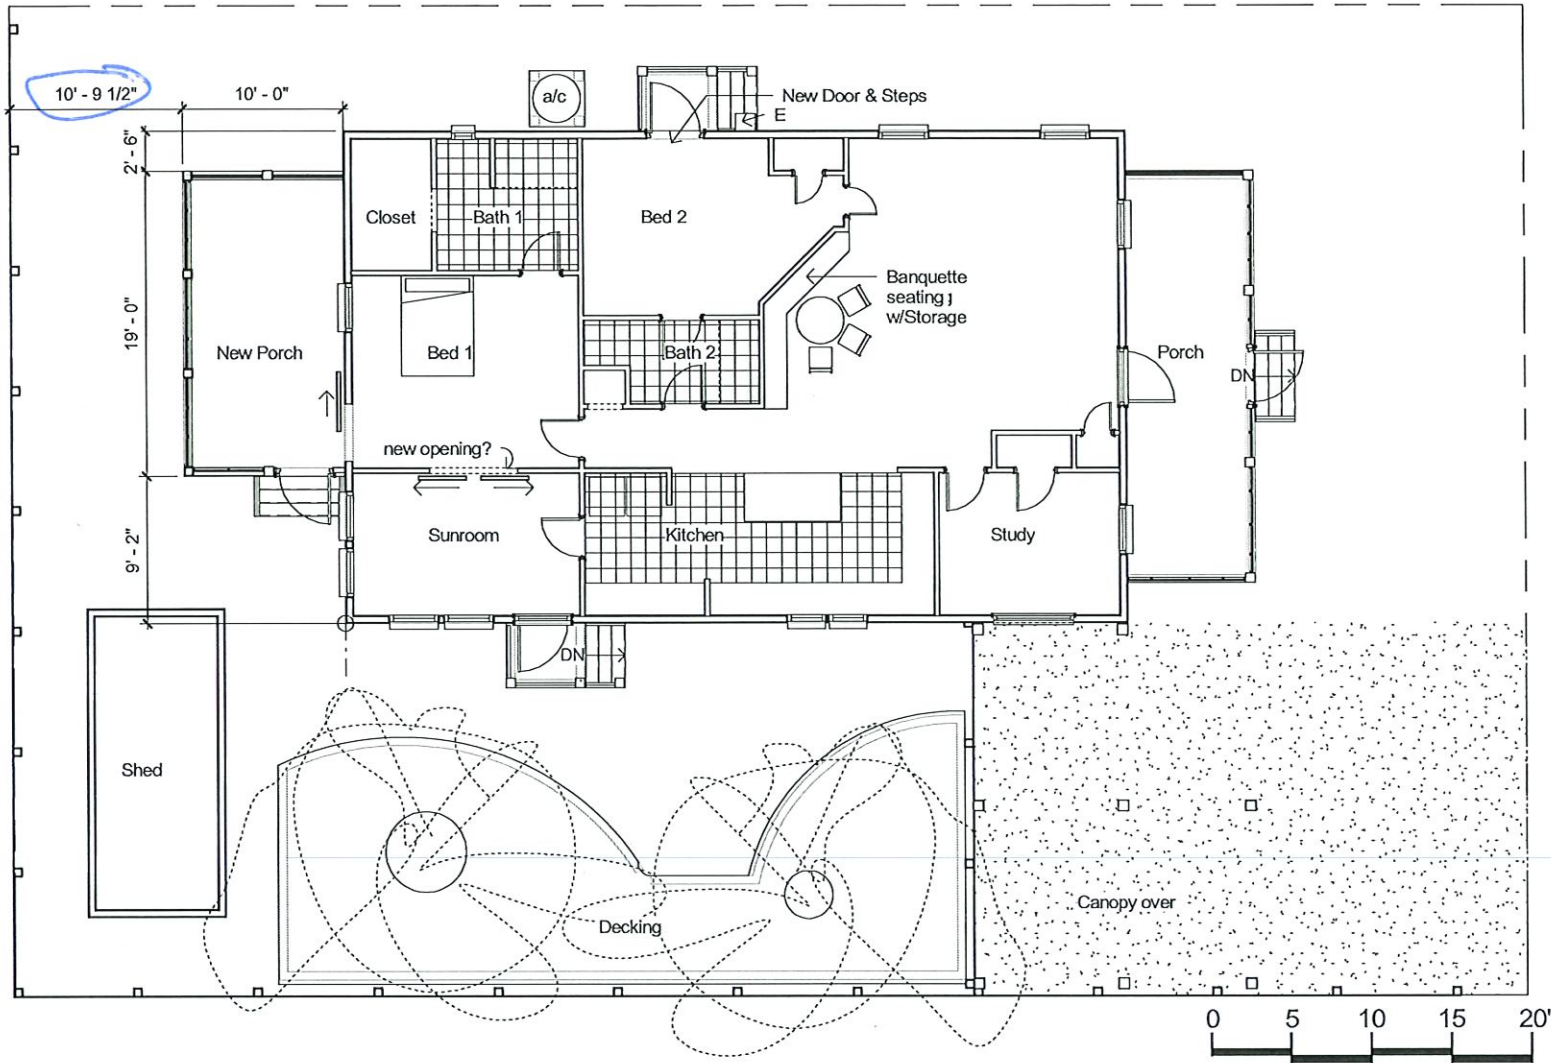 10' - 9 1/2"
10' - 0"
a/c
New Door & Steps
E
2' - 6"
Closet
Bath 1
Bed 2
Banquette
seating ;
w/Storage
19' - 0"
New Porch
Bed 1
Bath 2
Porch
DN
new opening?
9' - 2"
Sunroom
Kitchen
Study
DN
Shed
Decking
Canopy over
0 5 10 15 20'